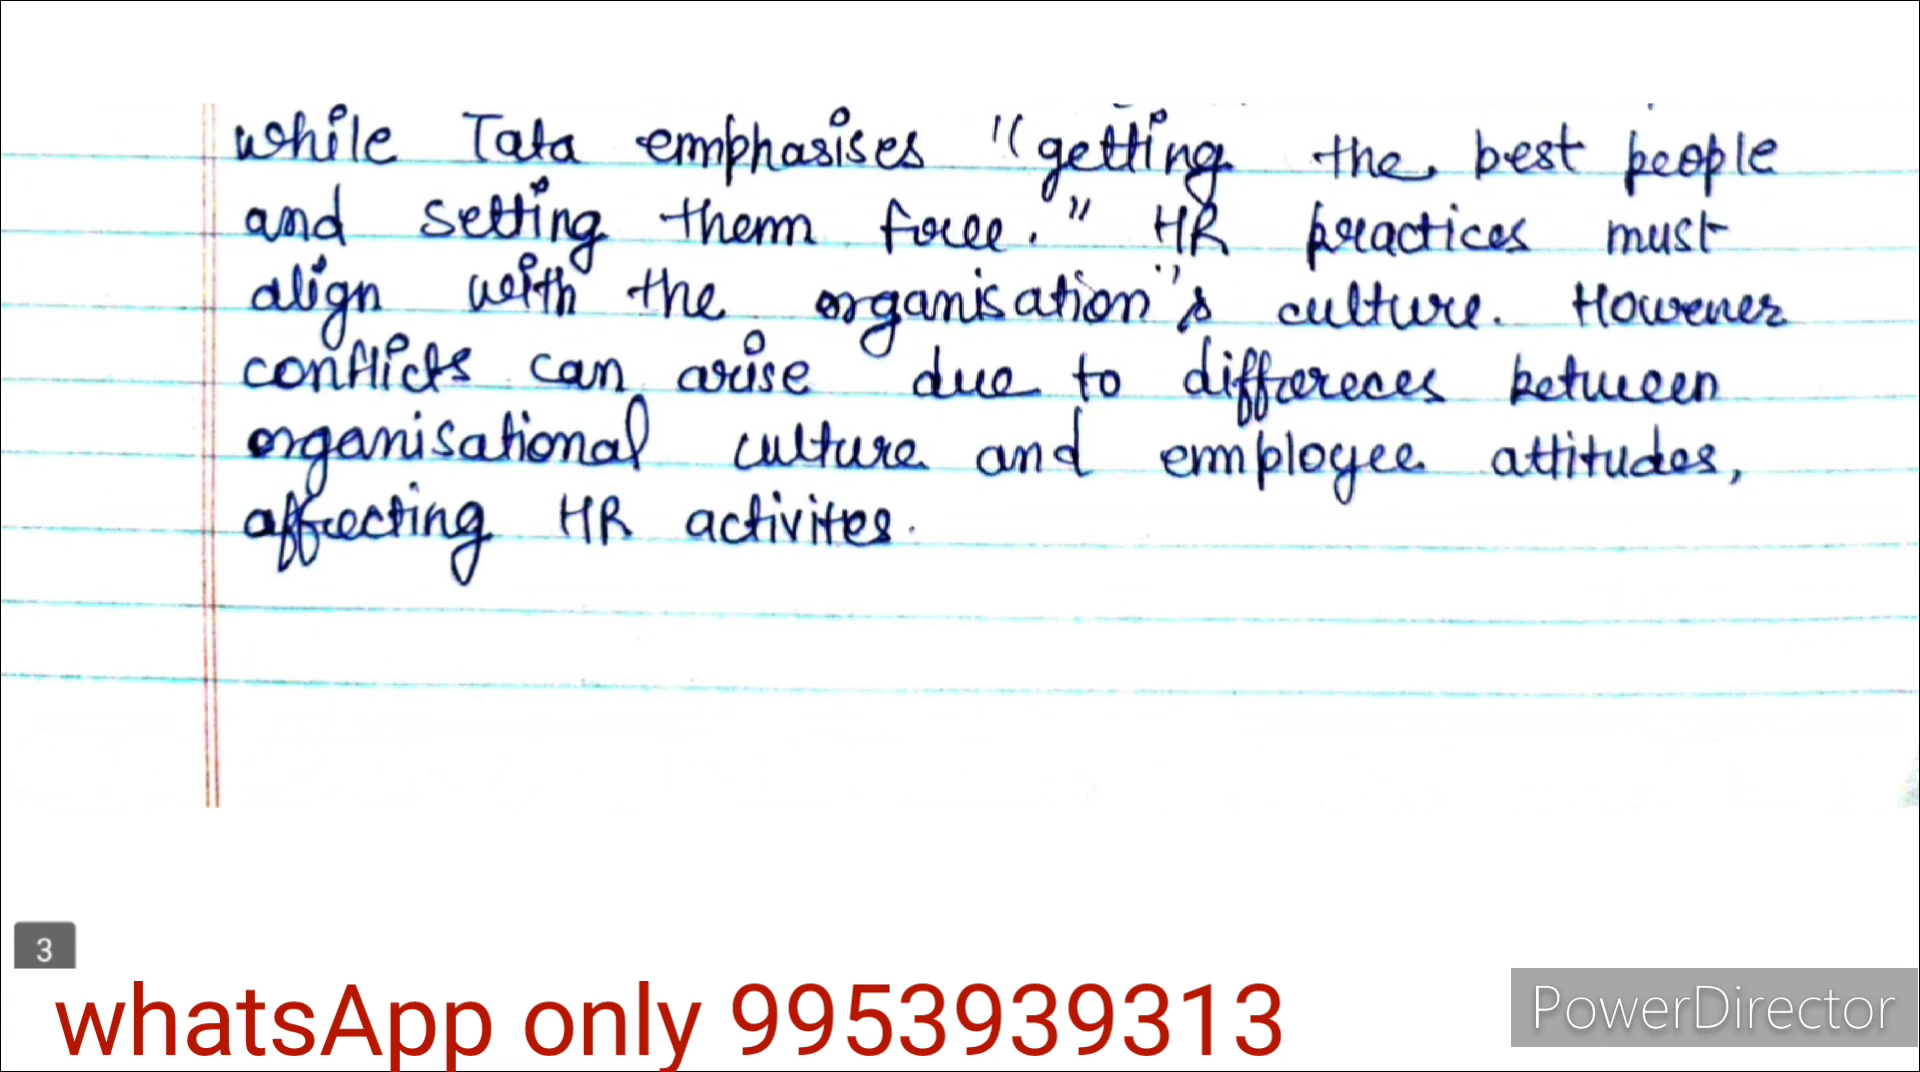 while Tata emphasises "getting the best people
and setting them free." HR practices must
align with the organisation's culture. However
conflicts can arise due to differeces between
organisational culture and employee attitudes,
affecting HR activites.
3
whatsApp only 9953939313
PowerDirector